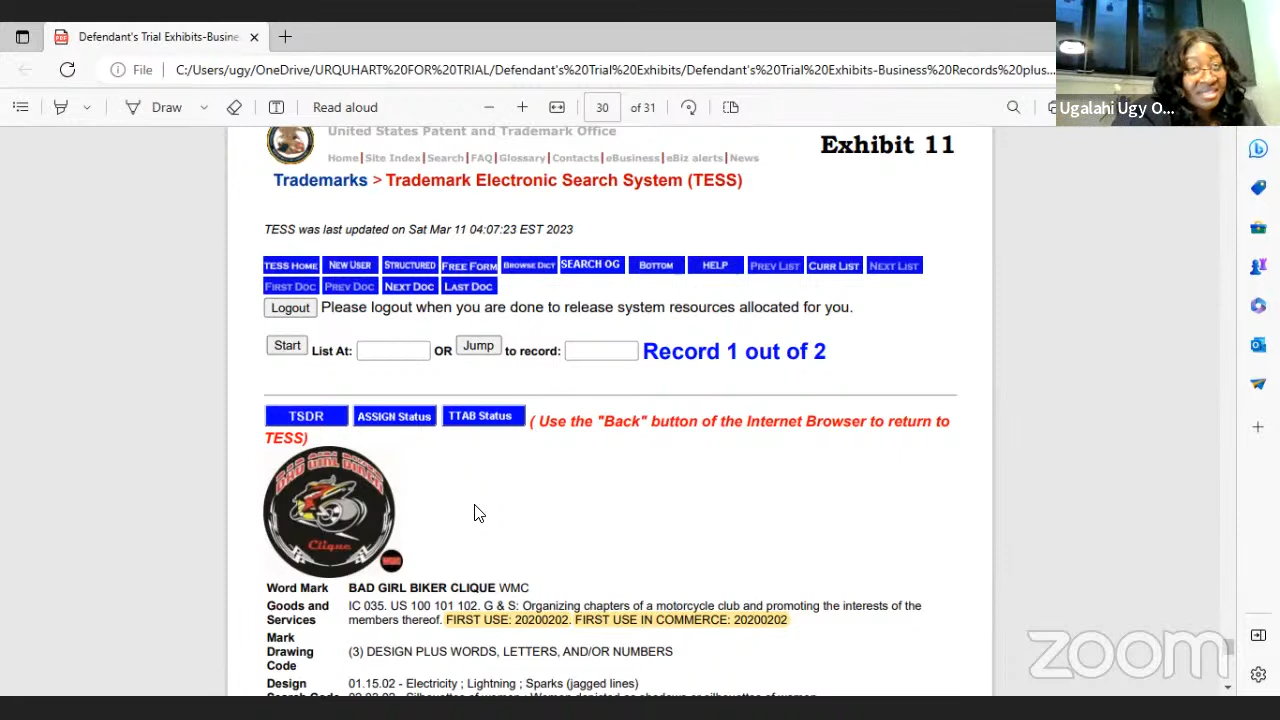 Defendant's Trial Exhibits-Busine
File C:/Users/ugy/OneDrive/URQUHART%20FOR%20TRIAL/Defendant's%20Trial%20Exhibits/Defendant's%20Trial%20Exhibits-Business%20Records%20plus...
Ugalahi Ugy O...
Draw Read aloud 30 of 31
United States Patent and Trademark Office
Exhibit 11
Home|Site Index|Search|FAQ|Glossary|Contacts|eBusiness|eBiz alerts|News
Trademarks > Trademark Electronic Search System (TESS)
TESS was last updated on Sat Mar 11 04:07:23 EST 2023
TESS HOME NEW USER STRUCTURED FREE FORM BROWSE DICT SEARCH OG BOTTOM HELP PREV LIST CURR LIST NEXT LIST
FIRST DOC PREV DOC NEXT DOC LAST DOC
Logout Please logout when you are done to release system resources allocated for you.
Start List At: OR Jump to record: Record 1 out of 2
TSDR ASSIGN Status TTAB Status ( Use the "Back" button of the Internet Browser to return to
TESS)
BAD GIRL BIKER
Clique
Word Mark BAD GIRL BIKER CLIQUE WMC
Goods and IC 035. US 100 101 102. G & S: Organizing chapters of a motorcycle club and promoting the interests of the
Services members thereof. FIRST USE: 20200202. FIRST USE IN COMMERCE: 20200202
Mark
Drawing (3) DESIGN PLUS WORDS, LETTERS, AND/OR NUMBERS
Code
Design 01.15.02 - Electricity ; Lightning ; Sparks (jagged lines)
zoom